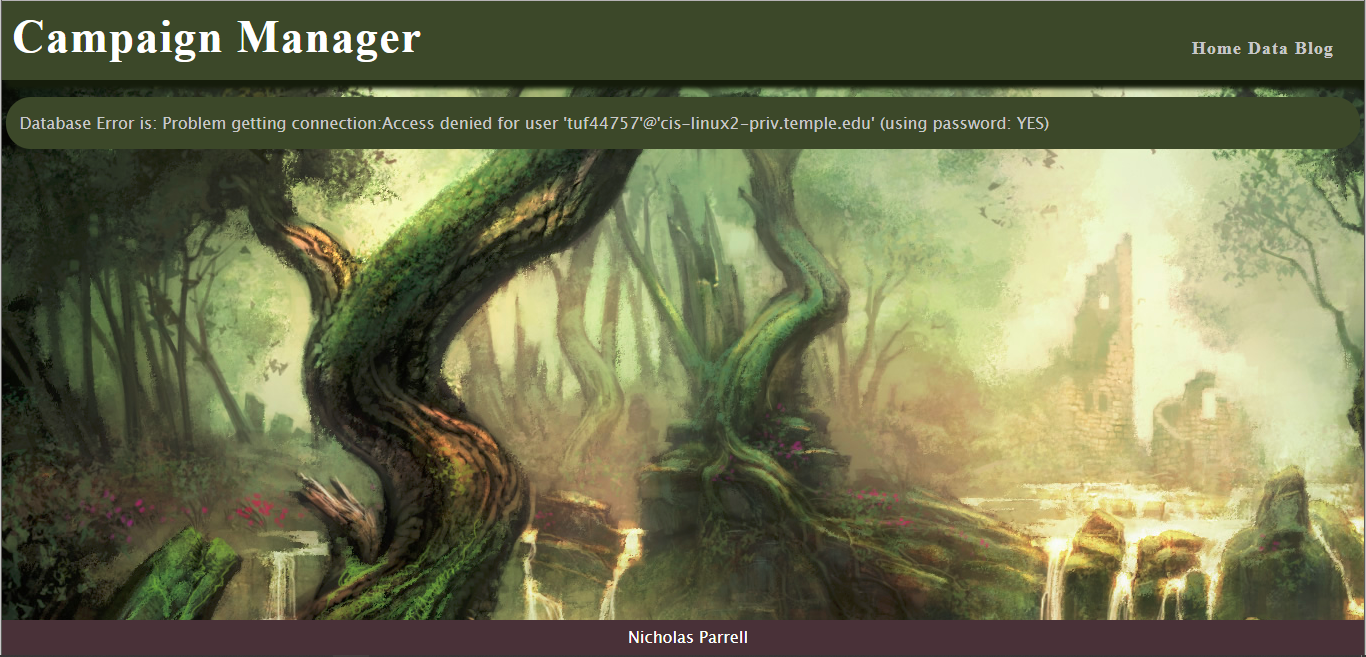 Campaign Manager
Home Data Blog
Database Error is: Problem getting connection:Access denied for user 'tuf44757'@'cis-linux2-priv.temple.edu' (using password: YES)
Nicholas Parrell